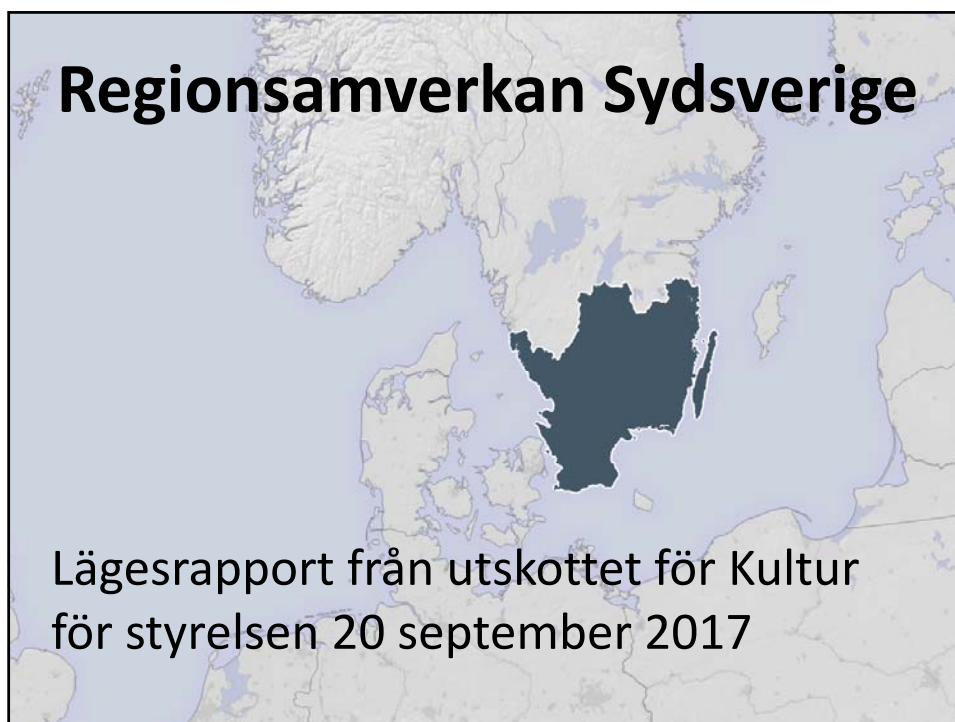 Regionsamverkan Sydsverige
Lägesrapport från utskottet för Kultur
för styrelsen 20 september 2017